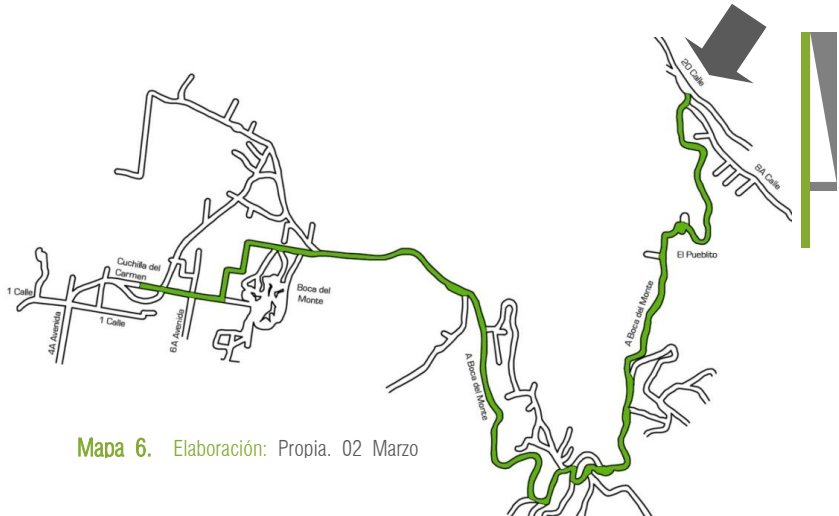 20 Calle
8A Calle
El Pueblito
A Boca del Monte
Cuchilla del
Carmen
Boca del
Monte
1 Calle
4A Avenida
1 Calle
6A Avenida
A Boca del Monte
Mapa 6. Elaboración: Propia. 02 Marzo